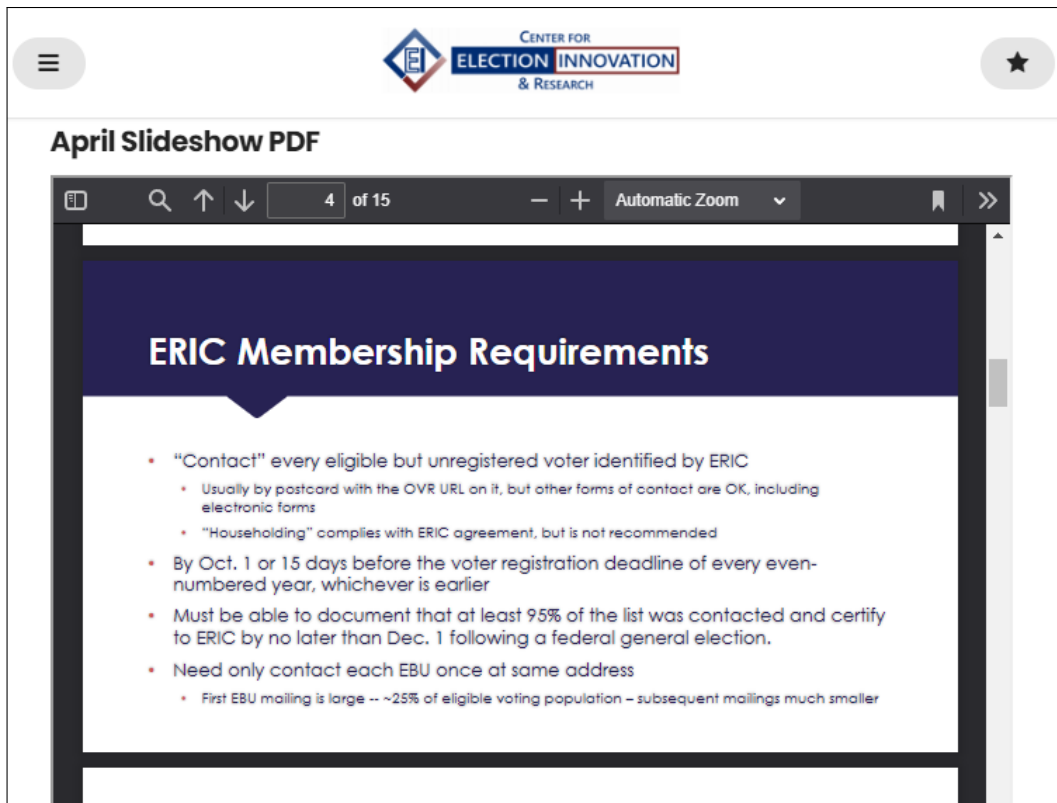 CENTER FOR
ELECTION INNOVATION
& RESEARCH
April Slideshow PDF
4 of 15
Automatic Zoom
ERIC Membership Requirements
• “Contact” every eligible but unregistered voter identified by ERIC
• Usually by postcard with the OVR URL on it, but other forms of contact are OK, including
electronic forms
• “Householding” complies with ERIC agreement, but is not recommended
• By Oct. 1 or 15 days before the voter registration deadline of every even-
numbered year, whichever is earlier
• Must be able to document that at least 95% of the list was contacted and certify
to ERIC by no later than Dec. 1 following a federal general election.
• Need only contact each EBU once at same address
• First EBU mailing is large -- ~25% of eligible voting population – subsequent mailings much smaller